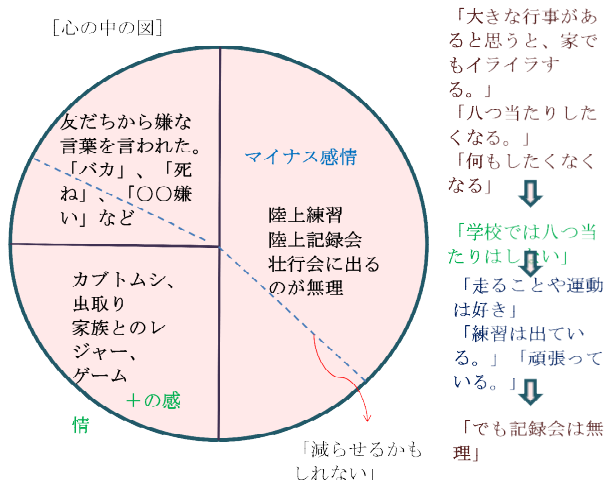 ［心の中の図］
友だちから嫌な
言葉を言われた。
「バカ」、「死
ね」、「〇〇嫌
い」など
マイナス感情
陸上練習
陸上記録会
壮行会に出る
のが無理
カブトムシ、
虫取り
家族とのレ
ジャー、
ゲーム
＋の感
情
「減らせるかも
しれない」
「大きな行事があ
ると思うと、家で
もイライラす
る。」
「八つ当たりした
くなる。」
「何もしたくなく
なる」
「学校では八つ当
たりはしない」
「走ることや運動
は好き」
「練習は出てい
る。」「頑張って
いる。」
「でも記録会は無
理」